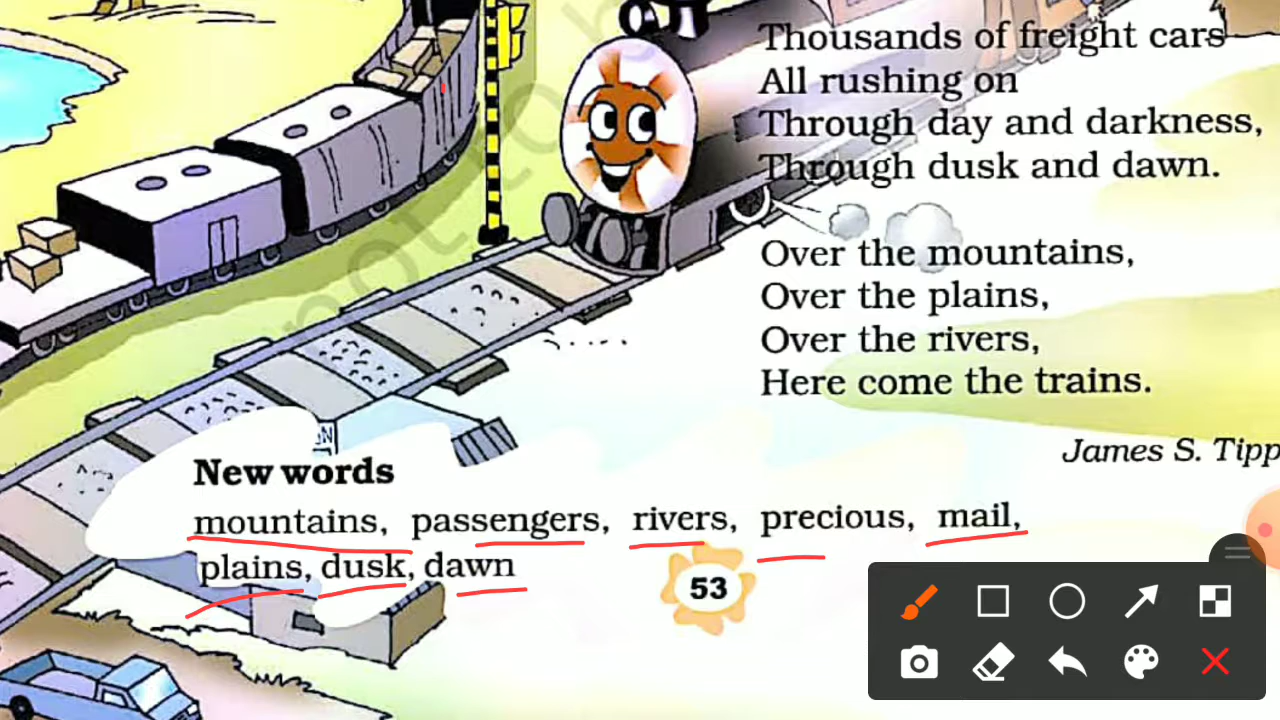 Thousands of freight cars
All rushing on
Through day and darkness,
Through dusk and dawn.
Over the mountains,
Over the plains,
Over the rivers,
Here come the trains.
James S. Tipp
New words
mountains, passengers, rivers, precious, mail,
plains, dusk, dawn
53